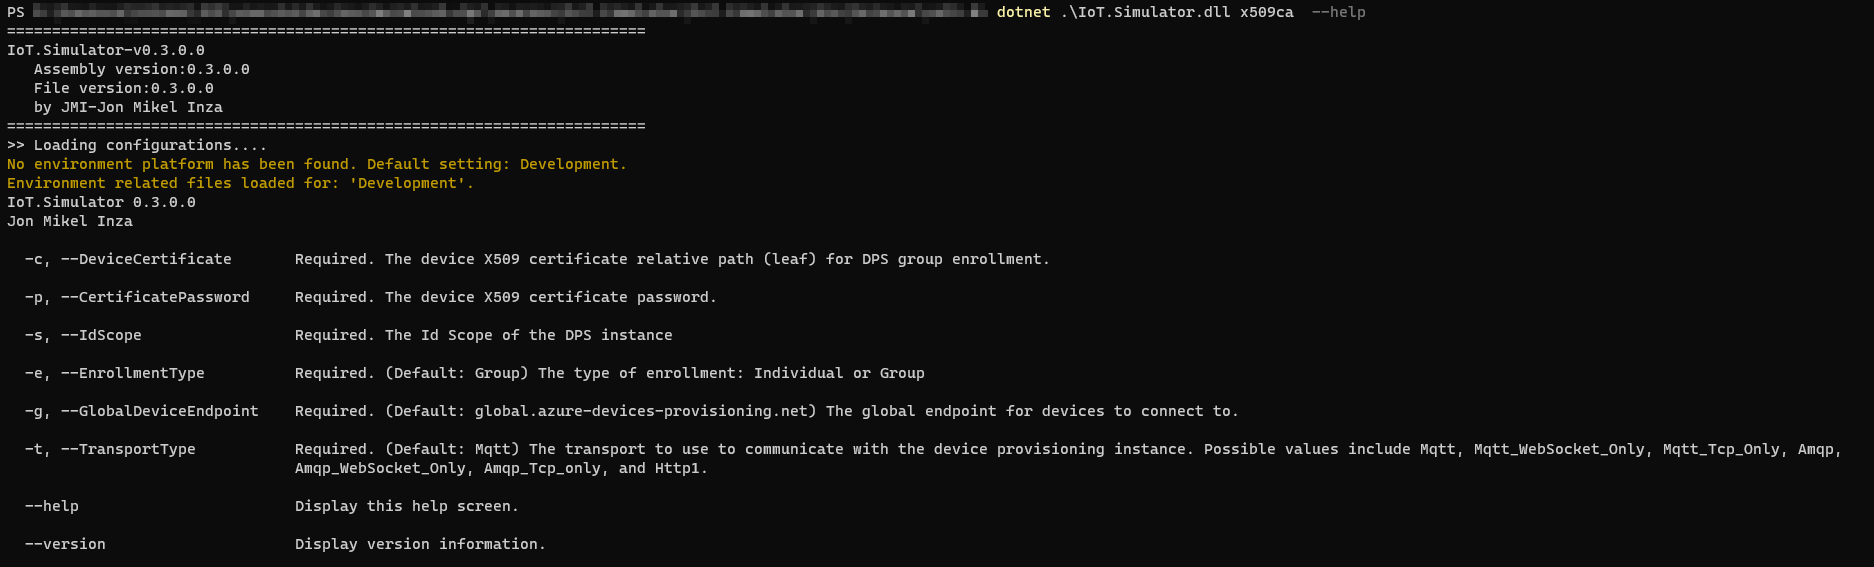 PS dotnet .\IoT.Simulator.dll x509ca --help
=======================================================================
IoT.Simulator-v0.3.0.0
Assembly version:0.3.0.0
File version:0.3.0.0
by JMI-Jon Mikel Inza
=======================================================================
>> Loading configurations....
No environment platform has been found. Default setting: Development.
Environment related files loaded for: 'Development'.
IoT.Simulator 0.3.0.0
Jon Mikel Inza
-c, --DeviceCertificate Required. The device X509 certificate relative path (leaf) for DPS group enrollment.
-p, --CertificatePassword Required. The device X509 certificate password.
-s, --IdScope Required. The Id Scope of the DPS instance
-e, --EnrollmentType Required. (Default: Group) The type of enrollment: Individual or Group
-g, --GlobalDeviceEndpoint Required. (Default: global.azure-devices-provisioning.net) The global endpoint for devices to connect to.
-t, --TransportType Required. (Default: Mqtt) The transport to use to communicate with the device provisioning instance. Possible values include Mqtt, Mqtt_WebSocket_Only, Mqtt_Tcp_Only, Amqp,
Amqp_WebSocket_Only, Amqp_Tcp_only, and Http1.
--help Display this help screen.
--version Display version information.